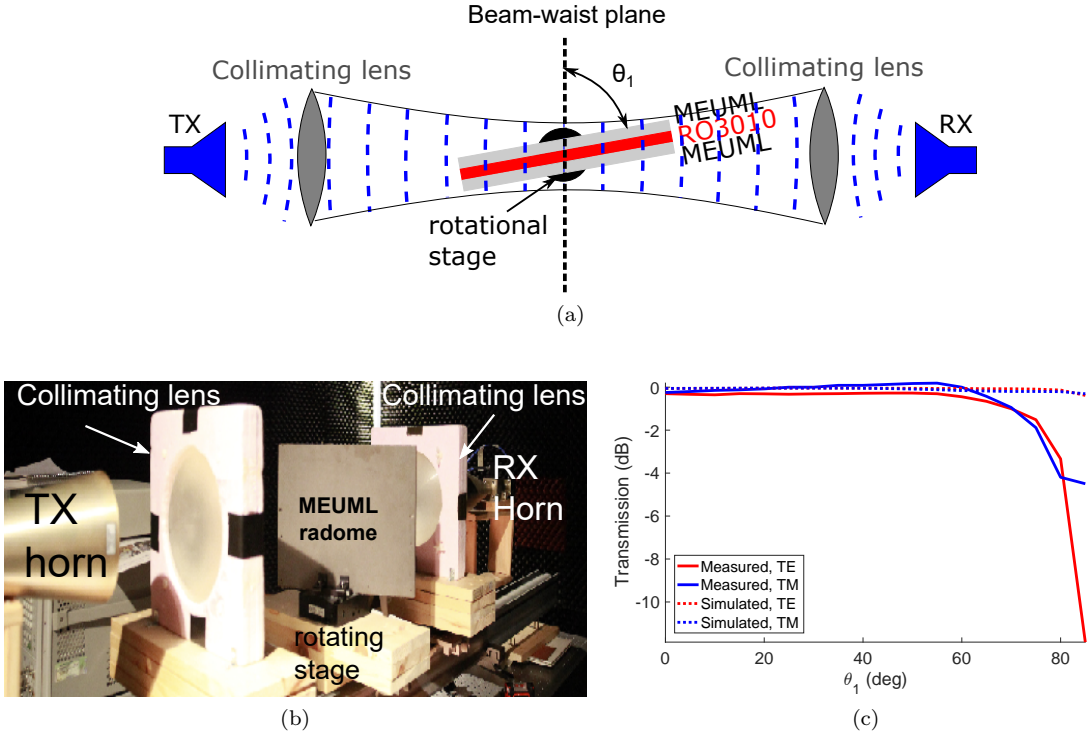 Beam-waist plane
Collimating lens
Collimating lens
θ1
TX
RX
MEUML
RO3010
MEUML
rotational
stage
(a)
Collimating lens
Collimating lens
TX
horn
MEUML
radome
RX
Horn
rotating
stage
(b)
Transmission (dB)
0
-2
-4
-6
-8
-10
Measured, TE
Measured, TM
Simulated, TE
Simulated, TM
0
20
40
60
80
θ1 (deg)
(c)